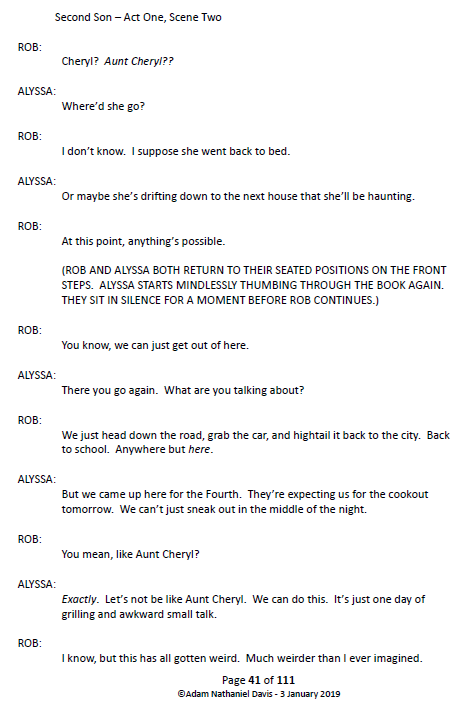 Second Son – Act One, Scene Two
ROB:
Cheryl?  Aunt Cheryl??
ALYSSA:
Where'd she go?
ROB:
I don't know.  I suppose she went back to bed.
ALYSSA:
Or maybe she's drifting down to the next house that she'll be haunting.
ROB:
At this point, anything's possible.
(ROB AND ALYSSA BOTH RETURN TO THEIR SEATED POSITIONS ON THE FRONT
STEPS.  ALYSSA STARTS MINDLESSLY THUMBING THROUGH THE BOOK AGAIN.
THEY SIT IN SILENCE FOR A MOMENT BEFORE ROB CONTINUES.)
ROB:
You know, we can just get out of here.
ALYSSA:
There you go again.  What are you talking about?
ROB:
We just head down the road, grab the car, and hightail it back to the city.  Back
to school.  Anywhere but here.
ALYSSA:
But we came up here for the Fourth.  They're expecting us for the cookout
tomorrow.  We can't just sneak out in the middle of the night.
ROB:
You mean, like Aunt Cheryl?
ALYSSA:
Exactly.  Let's not be like Aunt Cheryl.  We can do this.  It's just one day of
grilling and awkward small talk.
ROB:
I know, but this has all gotten weird.  Much weirder than I ever imagined.
Page 41 of 111
©Adam Nathaniel Davis - 3 January 2019